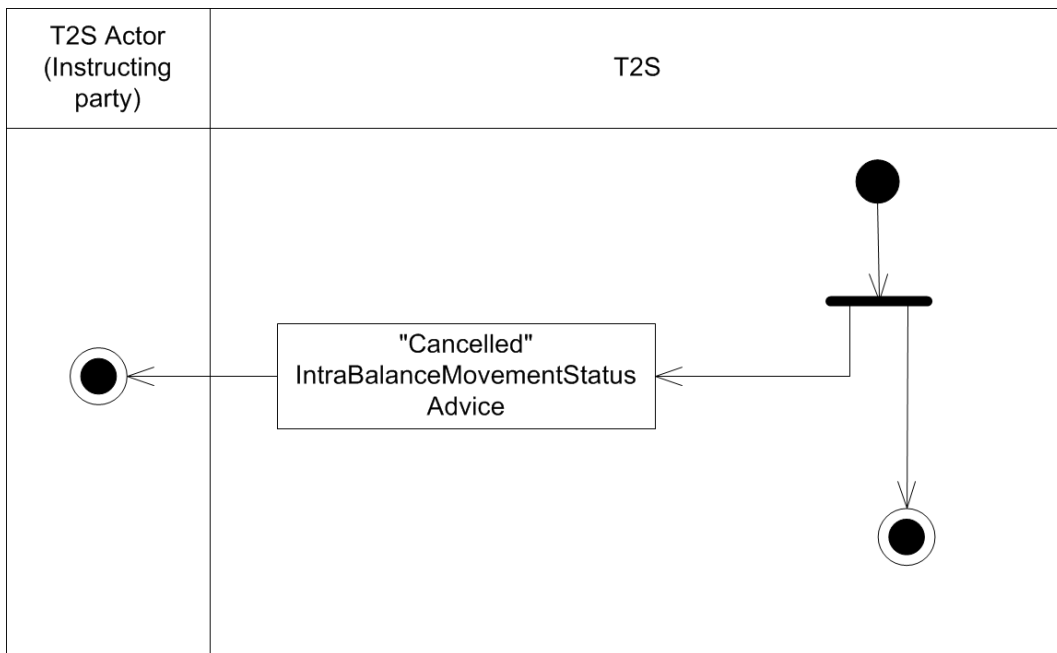 T2S Actor
(Instructing
party)
T2S
"Cancelled"
IntraBalanceMovementStatus
Advice